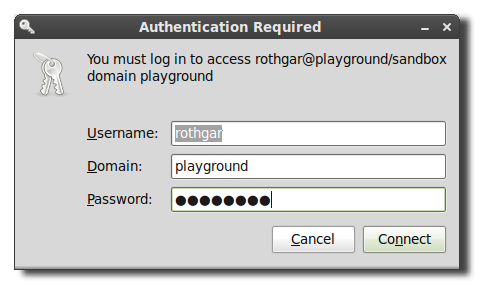 Authentication Required
You must log in to access rothgar@playground/sandbox
domain playground
Username: rothgar
Domain: playground
Password: ●●●●●●●●
Cancel Connect